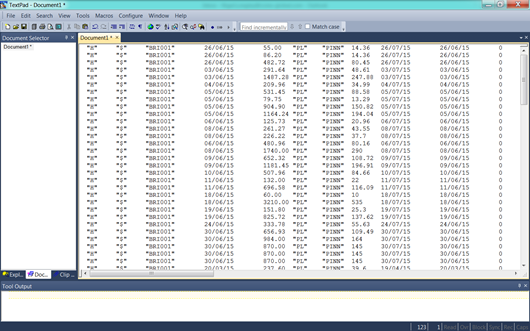 TextPad - Document1 *
File Edit Search View Tools Macros Configure Window Help
Find incrementally Match case
Document Selector
Document1 *
Document1 *
"H" "$" "BRI001" 26/06/15 55.00 "PL" "PINN" 14.36 26/07/15 26/06/15 0
"H" "$" "BRI001" 26/06/15 86.20 "PL" "PINN" 14.36 26/07/15 26/06/15 0
"H" "$" "BRI001" 26/06/15 482.72 "PL" "PINN" 80.45 26/07/15 26/06/15 0
"H" "$" "BRI001" 03/06/15 291.64 "PL" "PINN" 48.61 03/07/15 03/06/15 0
"H" "$" "BRI001" 03/06/15 1487.28 "PL" "PINN" 247.88 03/07/15 03/06/15 0
"H" "$" "BRI001" 04/06/15 209.96 "PL" "PINN" 34.99 04/07/15 04/06/15 0
"H" "$" "BRI001" 05/06/15 531.45 "PL" "PINN" 88.58 05/07/15 05/06/15 0
"H" "$" "BRI001" 05/06/15 79.75 "PL" "PINN" 13.29 05/07/15 05/06/15 0
"H" "$" "BRI001" 05/06/15 904.90 "PL" "PINN" 150.82 05/07/15 05/06/15 0
"H" "$" "BRI001" 05/06/15 1164.24 "PL" "PINN" 194.04 05/07/15 05/06/15 0
"H" "$" "BRI001" 06/06/15 125.73 "PL" "PINN" 20.96 06/07/15 06/06/15 0
"H" "$" "BRI001" 08/06/15 261.27 "PL" "PINN" 43.55 08/07/15 08/06/15 0
"H" "$" "BRI001" 08/06/15 226.22 "PL" "PINN" 37.7 08/07/15 08/06/15 0
"H" "$" "BRI001" 08/06/15 480.96 "PL" "PINN" 80.16 08/07/15 08/06/15 0
"H" "$" "BRI001" 08/06/15 1740.00 "PL" "PINN" 290 08/07/15 08/06/15 0
"H" "$" "BRI001" 09/06/15 652.32 "PL" "PINN" 108.72 09/07/15 09/06/15 0
"H" "$" "BRI001" 09/06/15 1181.45 "PL" "PINN" 196.91 09/07/15 09/06/15 0
"H" "$" "BRI001" 10/06/15 507.96 "PL" "PINN" 84.66 10/07/15 10/06/15 0
"H" "$" "BRI001" 11/06/15 132.00 "PL" "PINN" 22 11/07/15 11/06/15 0
"H" "$" "BRI001" 11/06/15 696.58 "PL" "PINN" 116.09 11/07/15 11/06/15 0
"H" "$" "BRI001" 18/06/15 60.00 "PL" "PINN" 10 18/07/15 18/06/15 0
"H" "$" "BRI001" 18/06/15 3210.00 "PL" "PINN" 535 18/07/15 18/06/15 0
"H" "$" "BRI001" 19/06/15 151.80 "PL" "PINN" 25.3 19/07/15 19/06/15 0
"H" "$" "BRI001" 19/06/15 825.72 "PL" "PINN" 137.62 19/07/15 19/06/15 0
"H" "$" "BRI001" 24/06/15 333.78 "PL" "PINN" 55.63 24/07/15 24/06/15 0
"H" "$" "BRI001" 30/06/15 656.93 "PL" "PINN" 109.49 30/07/15 30/06/15 0
"H" "$" "BRI001" 30/06/15 984.00 "PL" "PINN" 164 30/07/15 30/06/15 0
"H" "$" "BRI001" 30/06/15 870.00 "PL" "PINN" 145 30/07/15 30/06/15 0
"H" "$" "BRI001" 30/06/15 870.00 "PL" "PINN" 145 30/07/15 30/06/15 0
"H" "$" "BRI001" 30/06/15 870.00 "PL" "PINN" 145 30/07/15 30/06/15 0
"H" "$" "BRI001" 20/03/15 237.60 "PL" "PINN" 39.6 19/04/15 20/03/15 0
Expl... Doc... Clip ...
Tool Output
123 1 Read Ovr Block Sync Rec Caps